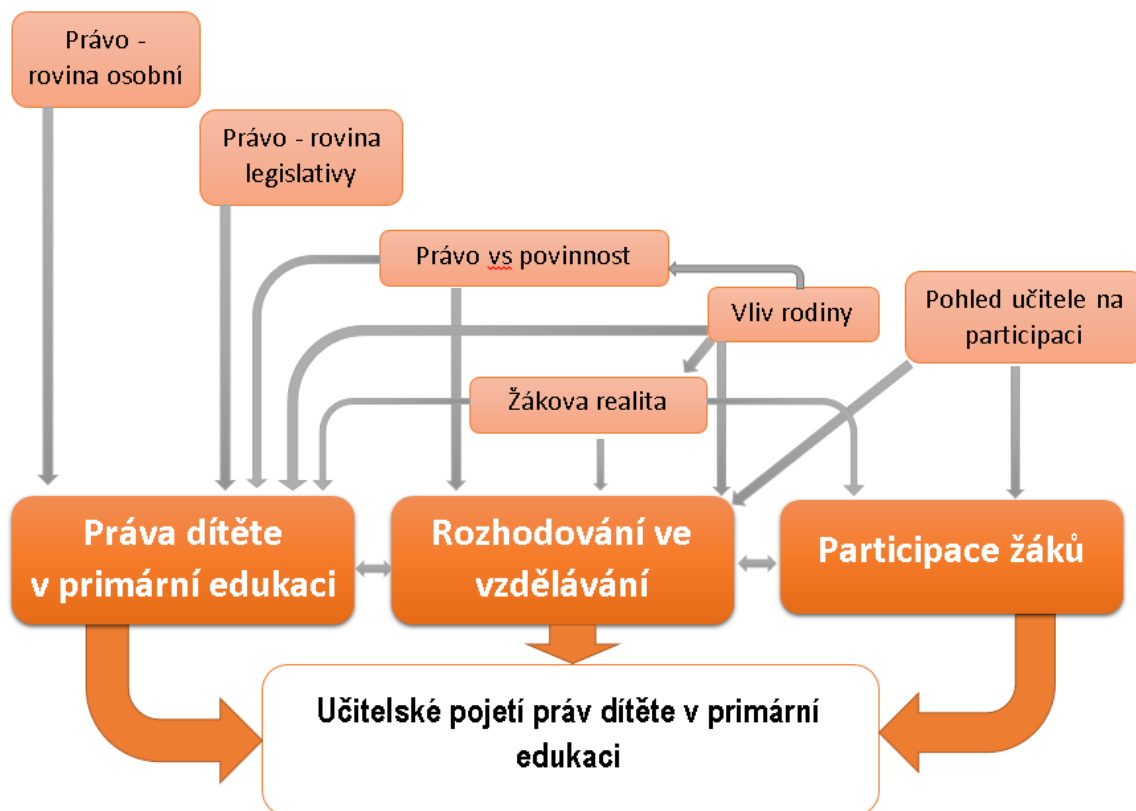 Právo -
rovina osobní
Právo - rovina
legislativy
Právo vs povinnost
Vliv rodiny
Pohled učitele na
participaci
Žákova realita
Práva dítěte
v primární edukaci
Rozhodování ve
vzdělávání
Participace žáků
Učitelské pojetí práv dítěte v primární
edukaci